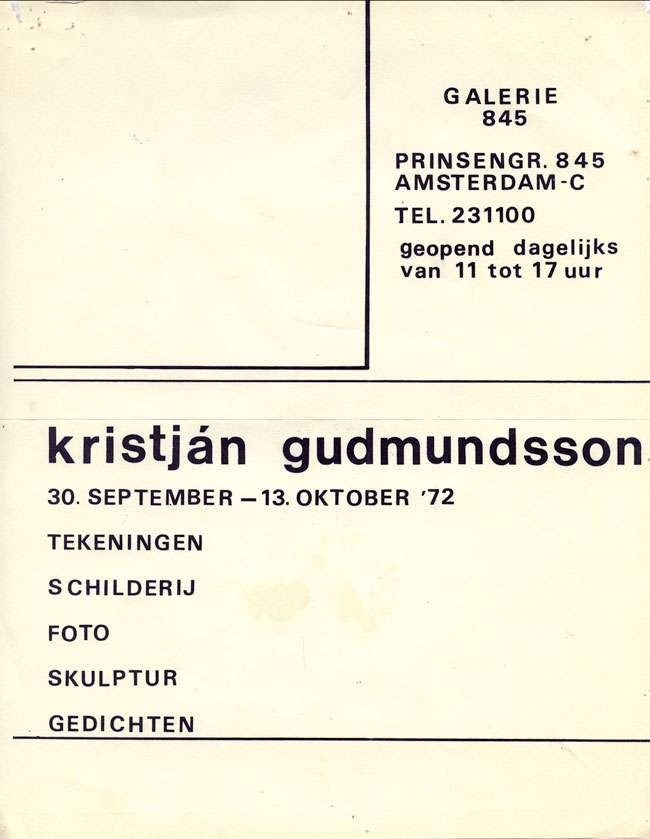 GALERIE
845
PRINSENGR. 845
AMSTERDAM-C
TEL. 231100
geopend dagelijks
van 11 tot 17 uur
kristján gudmundsson
30. SEPTEMBER – 13. OKTOBER '72
TEKENINGEN
SCHILDERIJ
FOTO
SKULPTUR
GEDICHTEN